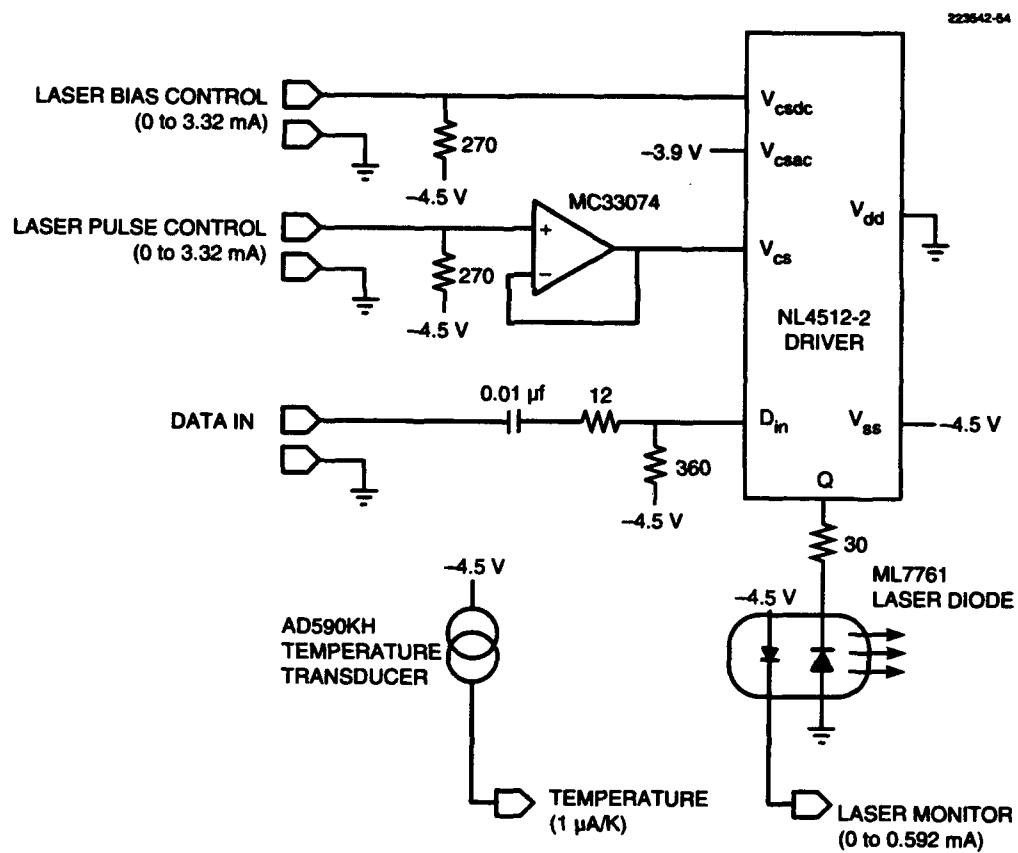 223542-54
LASER BIAS CONTROL
(0 to 3.32 mA)
270
–4.5 V
V_csdc
–3.9 V
V_csac
LASER PULSE CONTROL
(0 to 3.32 mA)
270
–4.5 V
MC33074
+
–
V_cs
V_dd
NL4512-2
DRIVER
DATA IN
0.01 µf
12
360
–4.5 V
D_in
V_ss
–4.5 V
Q
30
ML7761
LASER DIODE
–4.5 V
–4.5 V
AD590KH
TEMPERATURE
TRANSDUCER
TEMPERATURE
(1 µA/K)
LASER MONITOR
(0 to 0.592 mA)